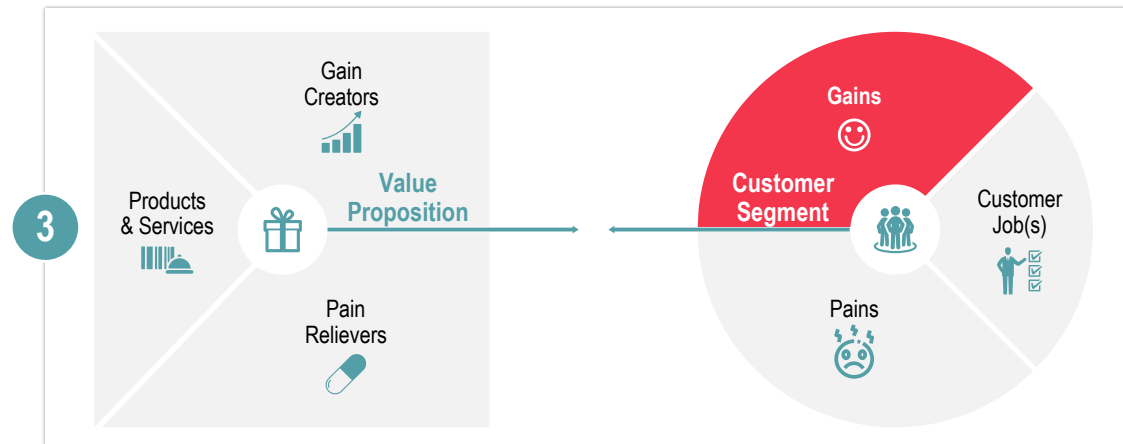 3
Gain
Creators
Products
& Services
Value
Proposition
Pain
Relievers
Gains
Customer
Segment
Customer
Job(s)
Pains